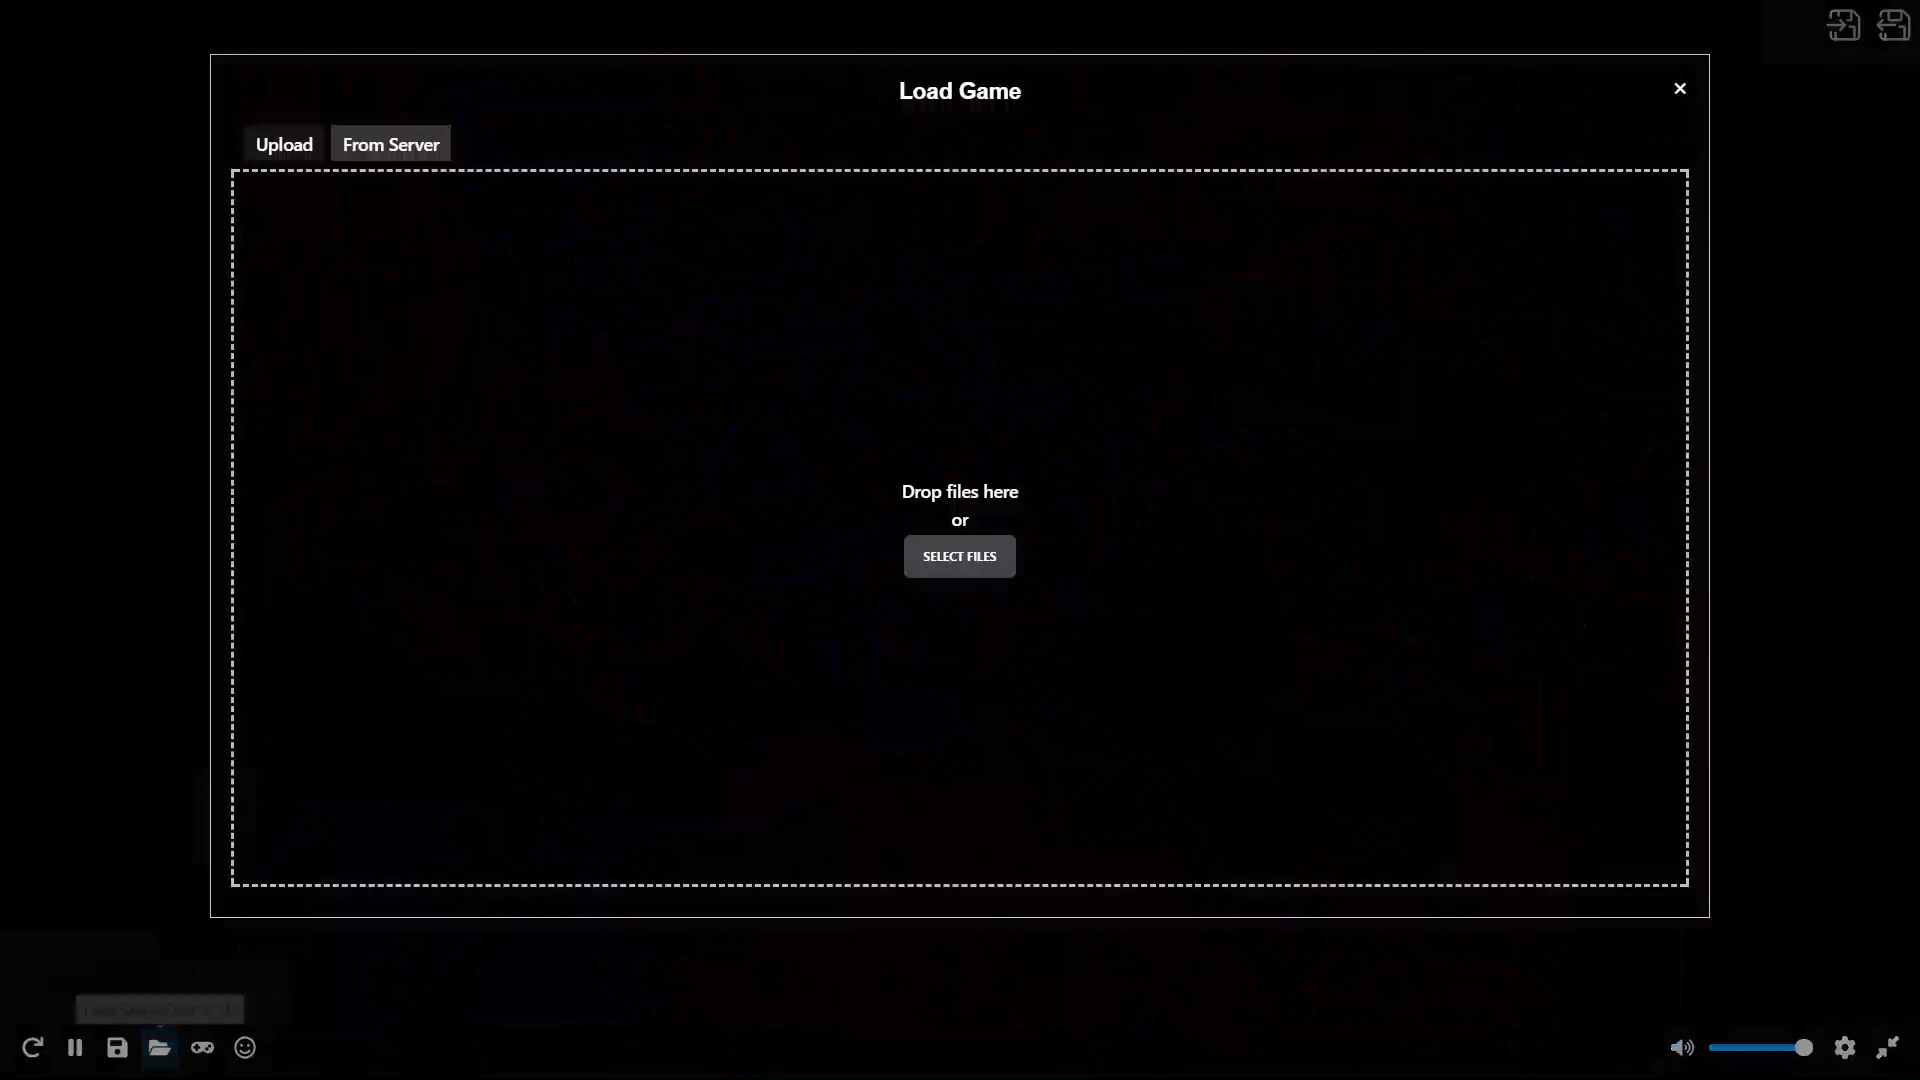 Load Game
Upload
From Server
Drop files here
or
SELECT FILES